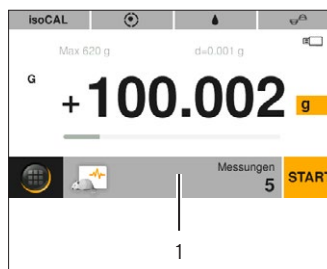 isoCAL
Max 620 g d=0.001 g
G
+100.002 g
Messungen
5
START
1